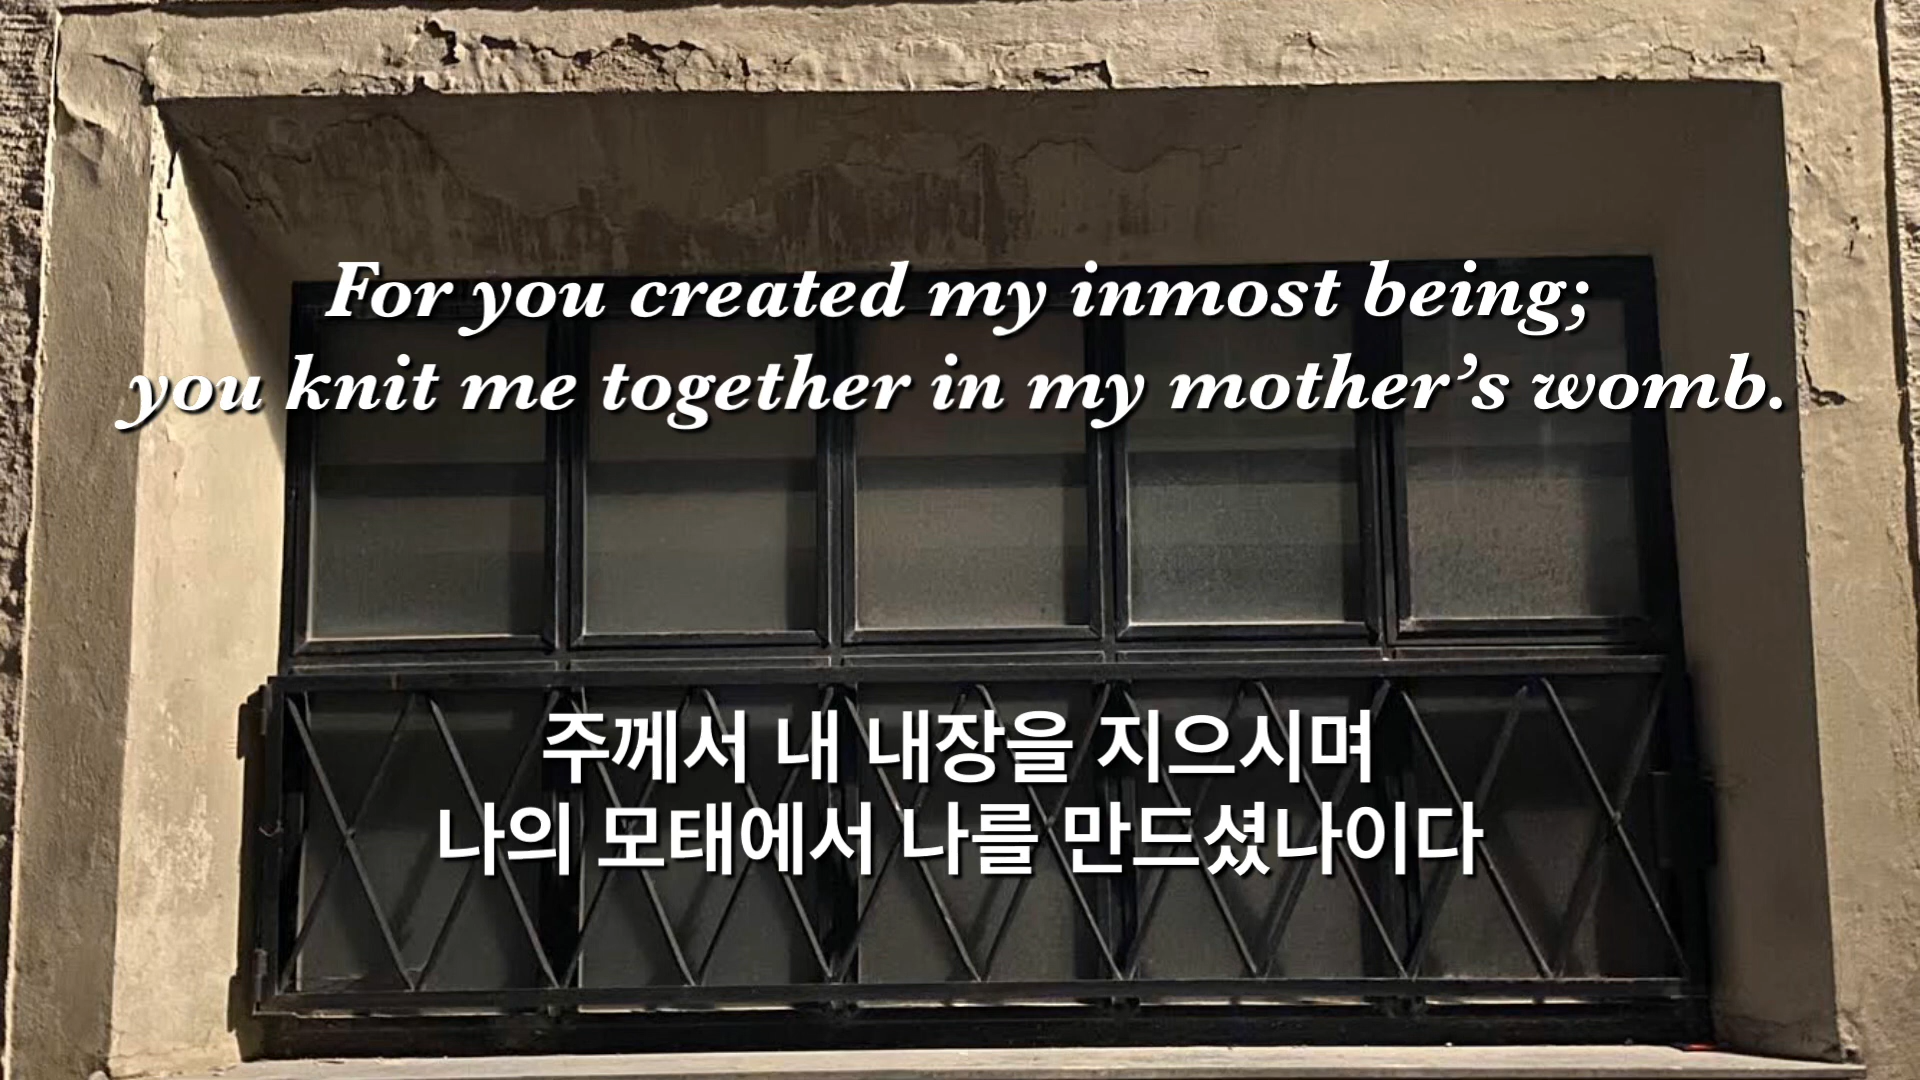 For you created my inmost being;
you knit me together in my mother’s womb.
주께서 내 내장을 지으시며
나의 모태에서 나를 만드셨나이다